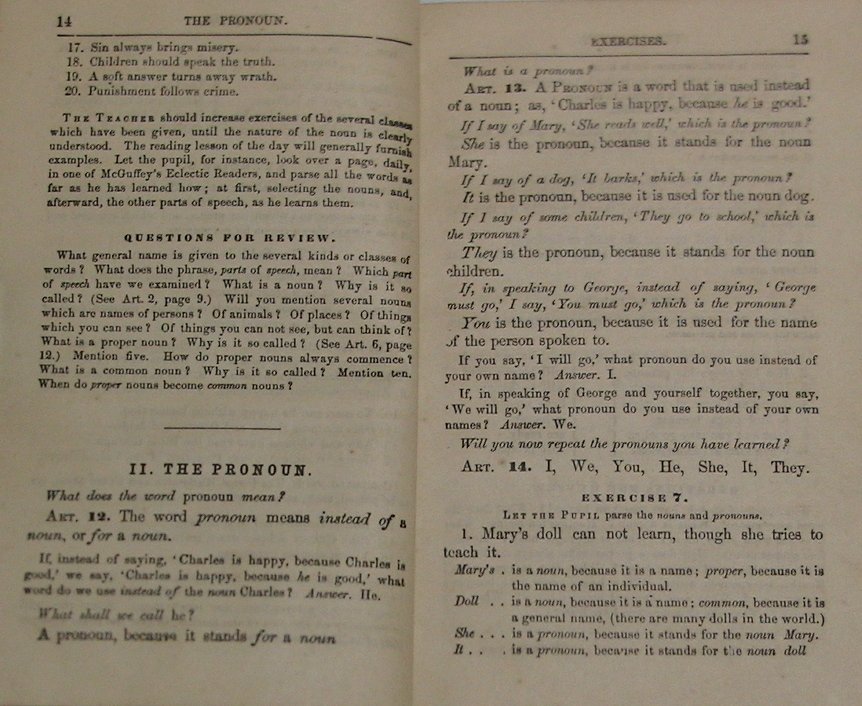 14 THE PRONOUN.
17. Sin always brings misery.
18. Children should speak the truth.
19. A soft answer turns away wrath.
20. Punishment follows crime.
THE TEACHER should increase exercises of the several classes
which have been given, until the nature of the noun is clearly
understood. The reading lesson of the day will generally furnish
examples. Let the pupil, for instance, look over a page, daily,
in one of McGuffey's Eclectic Readers, and parse all the words as
far as he has learned how; at first, selecting the nouns, and,
afterward, the other parts of speech, as he learns them.
QUESTIONS FOR REVIEW.
What general name is given to the several kinds or classes of
words? What does the phrase, parts of speech, mean? Which part
of speech have we examined? What is a noun? Why is it so
called? (See Art. 2, page 9.) Will you mention several nouns
which are names of persons? Of animals? Of places? Of things
which you can see? Of things you can not see, but can think of?
What is a proper noun? Why is it so called? (See Art. 6, page
12.) Mention five. How do proper nouns always commence?
What is a common noun? Why is it so called? Mention ten.
When do proper nouns become common nouns?
II. THE PRONOUN.
What does the word pronoun mean?
ART. 12. The word pronoun means instead of a
noun, or for a noun.
If, instead of saying, 'Charles is happy, because Charles is
good,' we say, 'Charles is happy, because he is good,' what
word do we use instead of the noun Charles? Answer. He.
What shall we call he?
A pronoun, because it stands for a noun
EXERCISES. 15
What is a pronoun?
ART. 13. A PRONOUN is a word that is used instead
of a noun; as, 'Charles is happy, because he is good.'
If I say of Mary, 'She reads well,' which is the pronoun?
She is the pronoun, because it stands for the noun
Mary.
If I say of a dog, 'It barks,' which is the pronoun?
It is the pronoun, because it is used for the noun dog.
If I say of some children, 'They go to school,' which is
the pronoun?
They is the pronoun, because it stands for the noun
children.
If, in speaking to George, instead of saying, 'George
must go,' I say, 'You must go,' which is the pronoun?
You is the pronoun, because it is used for the name
of the person spoken to.
If you say, 'I will go,' what pronoun do you use instead of
your own name? Answer. I.
If, in speaking of George and yourself together, you say,
'We will go,' what pronoun do you use instead of your own
names? Answer. We.
Will you now repeat the pronouns you have learned?
ART. 14. I, We, You, He, She, It, They.
EXERCISE 7.
LET THE PUPIL parse the nouns and pronouns.
1. Mary's doll can not learn, though she tries to
teach it.
Mary's . is a noun, because it is a name; proper, because it is
the name of an individual.
Doll . . is a noun, because it is a name; common, because it is
a general name, (there are many dolls in the world.)
She . . . is a pronoun, because it stands for the noun Mary.
It . . . is a pronoun, because it stands for the noun doll